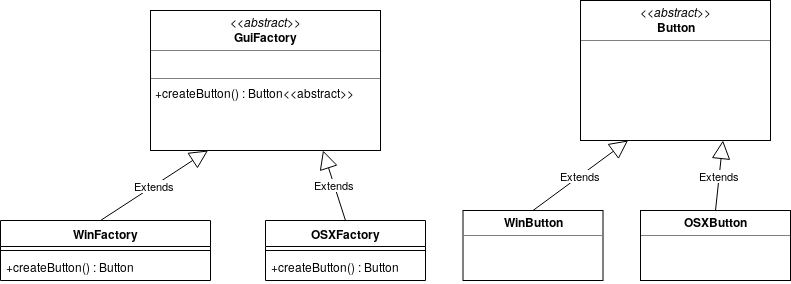 <<abstract>>
GuiFactory
+createButton() : Button<<abstract>>
Extends
Extends
WinFactory
+createButton() : Button
OSXFactory
+createButton() : Button
<<abstract>>
Button
Extends
Extends
WinButton
OSXButton